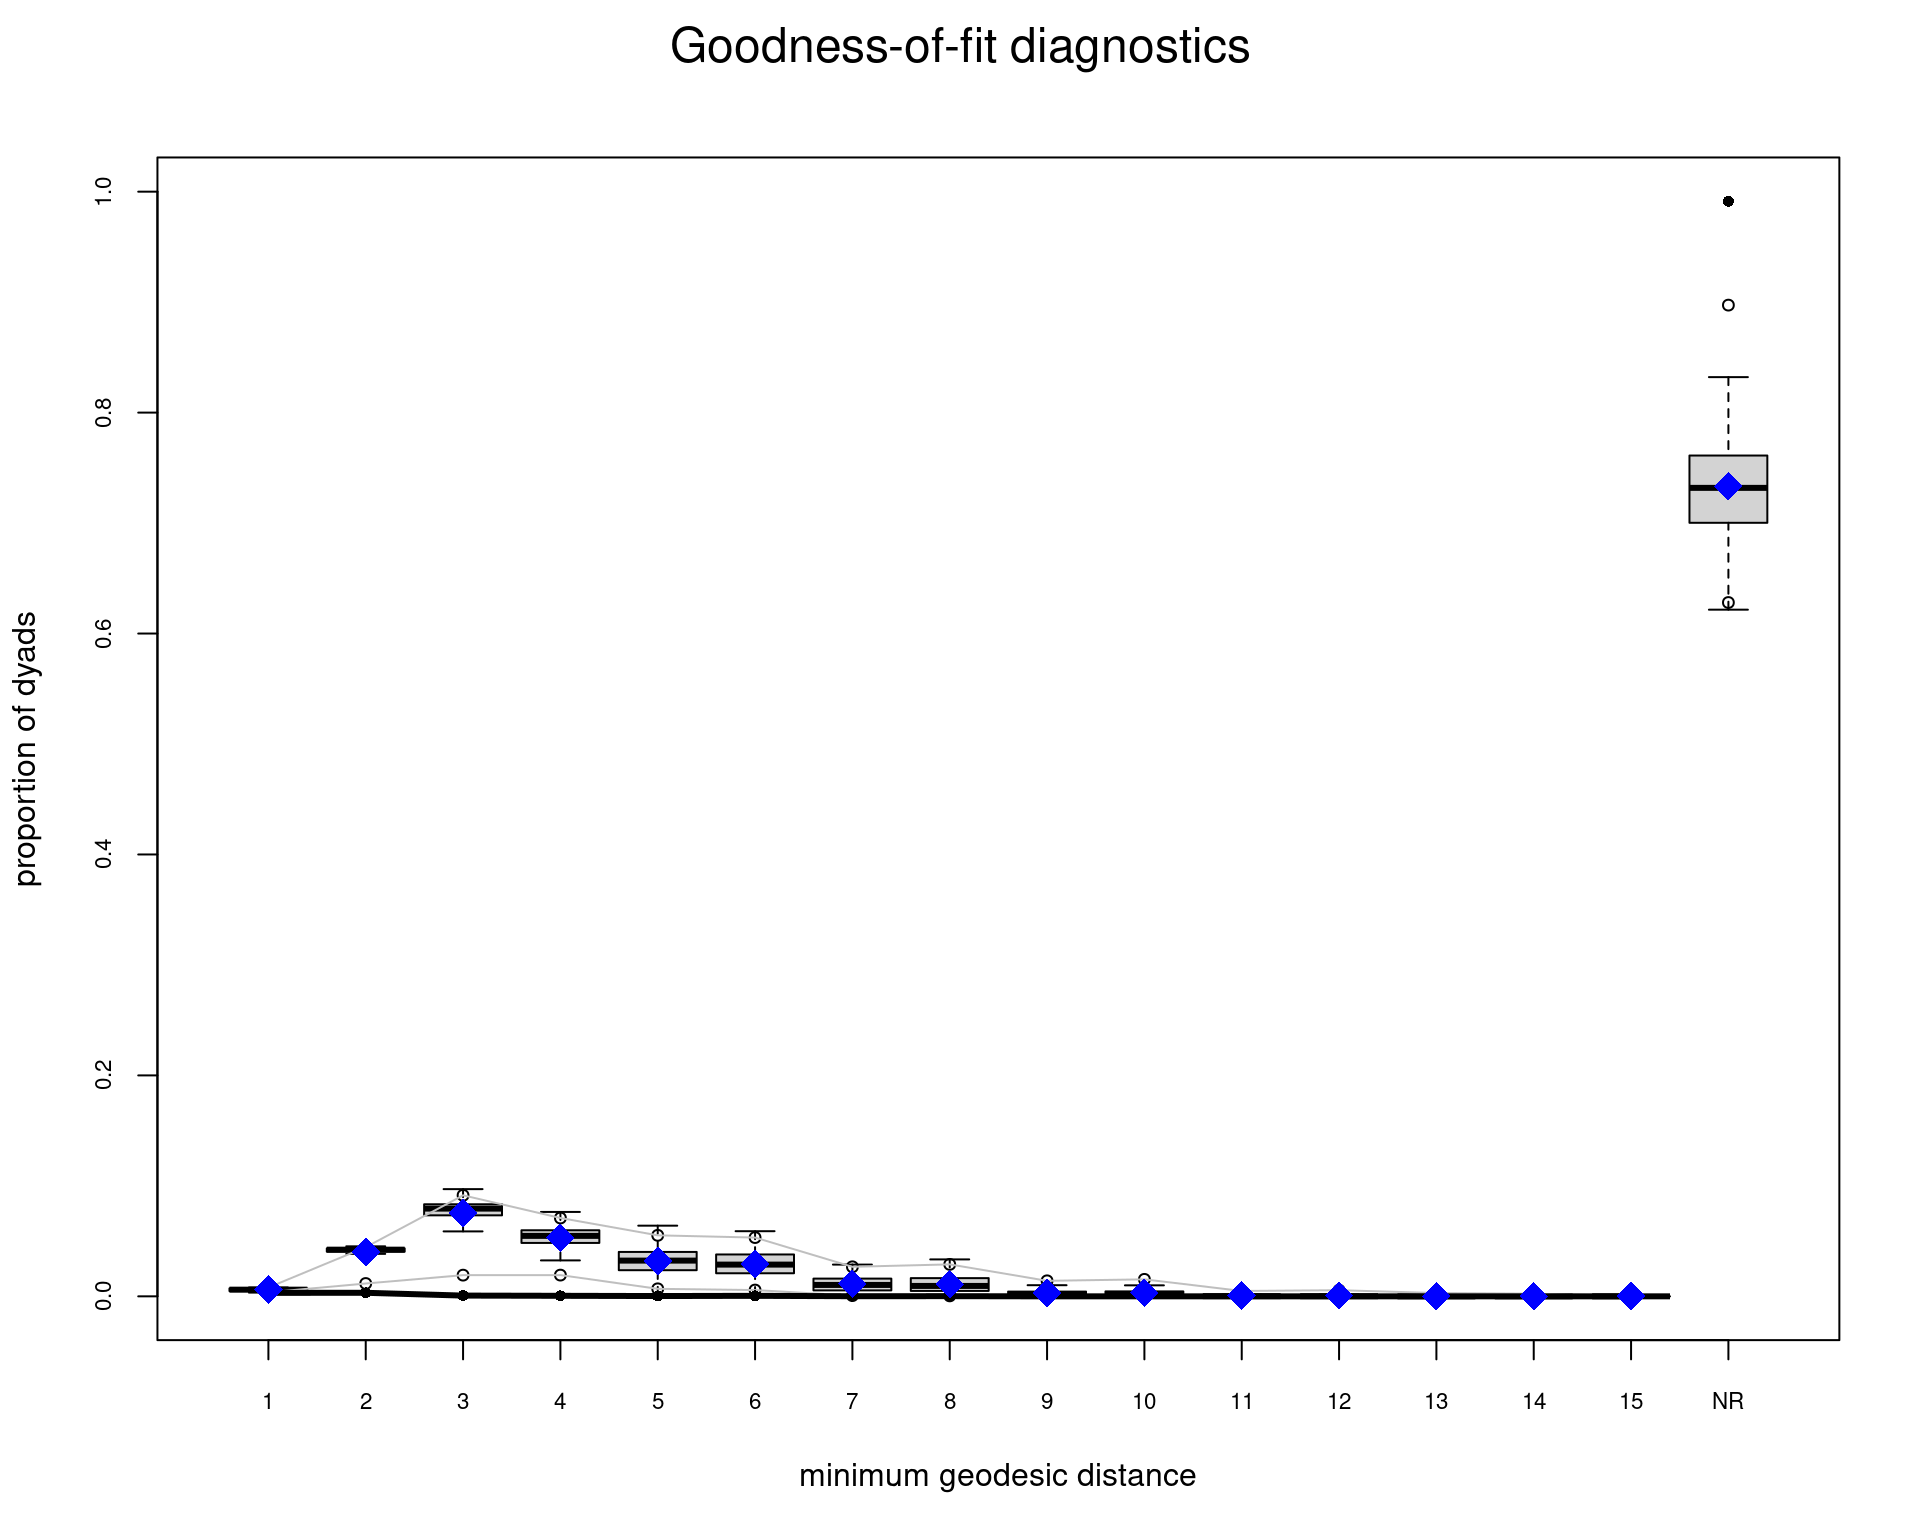 Goodness-of-fit diagnostics
proportion of dyads
1.0
0.8
0.6
0.4
0.2
0.0
1 2 3 4 5 6 7 8 9 10 11 12 13 14 15 NR
minimum geodesic distance